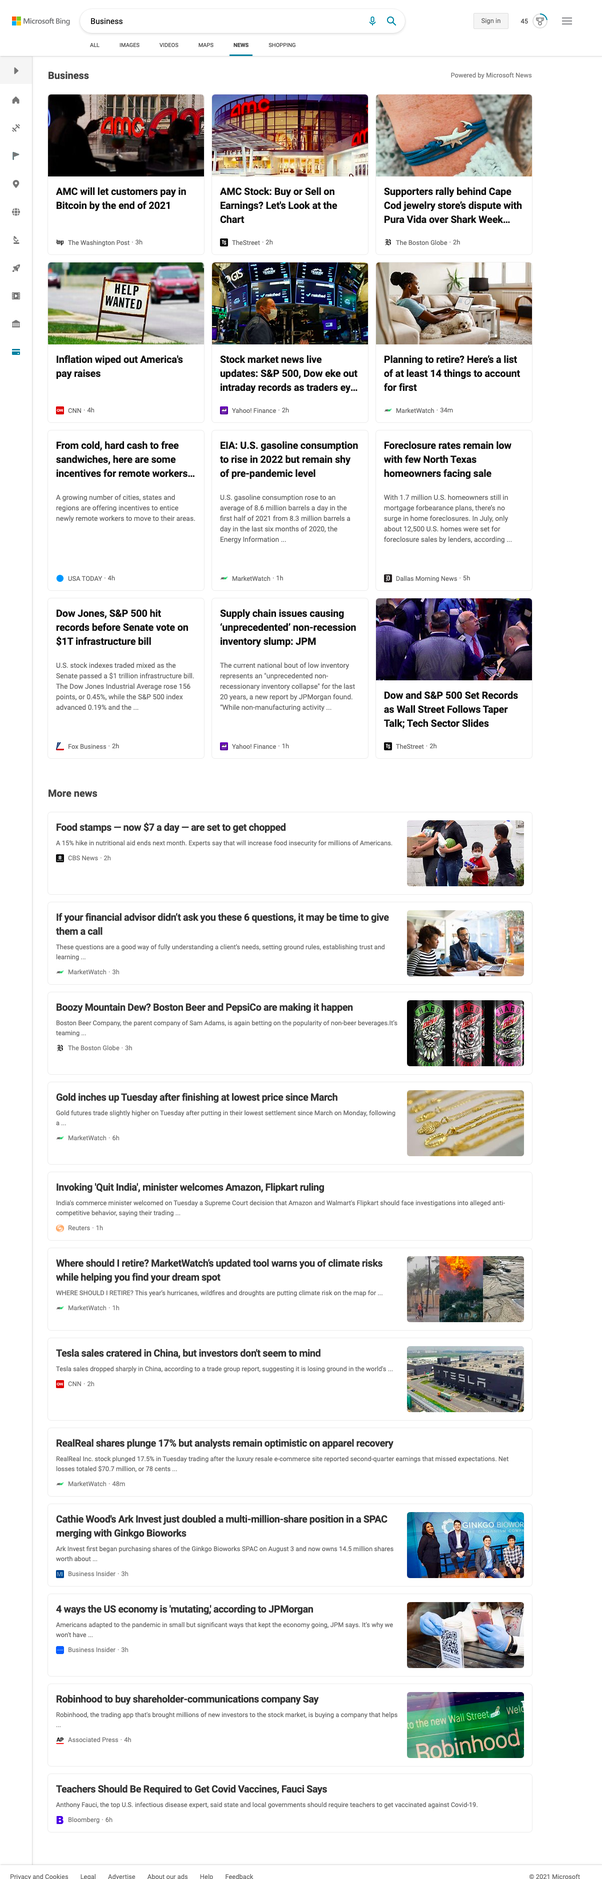 Microsoft Bing
Business
Sign in
45
ALL IMAGES VIDEOS MAPS NEWS SHOPPING
Business
Powered by Microsoft News
amc
AMC will let customers pay in
Bitcoin by the end of 2021
The Washington Post · 3h
amc
AMC Stock: Buy or Sell on
Earnings? Let's Look at the
Chart
TheStreet · 2h
Supporters rally behind Cape
Cod jewelry store's dispute with
Pura Vida over Shark Week...
The Boston Globe · 2h
HELP
WANTED
Inflation wiped out America's
pay raises
CNN · 4h
Stock market news live
updates: S&P 500, Dow eke out
intraday records as traders ey...
Yahoo! Finance · 2h
Planning to retire? Here's a list
of at least 14 things to account
for first
MarketWatch · 34m
From cold, hard cash to free
sandwiches, here are some
incentives for remote workers...
A growing number of cities, states and
regions are offering incentives to entice
newly remote workers to move to their areas.
USA TODAY · 4h
EIA: U.S. gasoline consumption
to rise in 2022 but remain shy
of pre-pandemic level
U.S. gasoline consumption rose to an
average of 8.6 million barrels a day in the
first half of 2021 from 8.3 million barrels a
day in the last six months of 2020, the
Energy Information ...
MarketWatch · 1h
Foreclosure rates remain low
with few North Texas
homeowners facing sale
With 1.7 million U.S. homeowners still in
mortgage forbearance plans, there's no
surge in home foreclosures. In July, only
about 12,500 U.S. homes were set for
foreclosure sales by lenders, according ...
Dallas Morning News · 5h
Dow Jones, S&P 500 hit
records before Senate vote on
$1T infrastructure bill
U.S. stock indexes traded mixed as the
Senate passed a $1 trillion infrastructure bill.
The Dow Jones Industrial Average rose 156
points, or 0.45%, while the S&P 500 index
advanced 0.19% and the ...
Fox Business · 2h
Supply chain issues causing
'unprecedented' non-recession
inventory slump: JPM
The current national bout of low inventory
represents an "unprecedented non-
recessionary inventory collapse" for the last
20 years, a new report by JPMorgan found.
"While non-manufacturing activity ...
Yahoo! Finance · 1h
Dow and S&P 500 Set Records
as Wall Street Follows Taper
Talk; Tech Sector Slides
TheStreet · 2h
More news
Food stamps — now $7 a day — are set to get chopped
A 15% hike in nutritional aid ends next month. Experts say that will increase food insecurity for millions of Americans.
CBS News · 2h
If your financial advisor didn't ask you these 6 questions, it may be time to give
them a call
These questions are a good way of fully understanding a client's needs, setting ground rules, establishing trust and
learning ...
MarketWatch · 3h
Boozy Mountain Dew? Boston Beer and PepsiCo are making it happen
Boston Beer Company, the parent company of Sam Adams, is again betting on the popularity of non-beer beverages.It's
teaming ...
The Boston Globe · 3h
HARD HARD HARD
Gold inches up Tuesday after finishing at lowest price since March
Gold futures trade slightly higher on Tuesday after putting in their lowest settlement since March on Monday, following
a ...
MarketWatch · 6h
Invoking 'Quit India', minister welcomes Amazon, Flipkart ruling
India's commerce minister welcomed on Tuesday a Supreme Court decision that Amazon and Walmart's Flipkart should face investigations into alleged anti-
competitive behavior, saying their trading ...
Reuters · 1h
Where should I retire? MarketWatch's updated tool warns you of climate risks
while helping you find your dream spot
WHERE SHOULD I RETIRE? This year's hurricanes, wildfires and droughts are putting climate risk on the map for ...
MarketWatch · 1h
Tesla sales cratered in China, but investors don't seem to mind
Tesla sales dropped sharply in China, according to a trade group report, suggesting it is losing ground in the world's ...
CNN · 2h
TESLA
RealReal shares plunge 17% but analysts remain optimistic on apparel recovery
RealReal Inc. stock plunged 17.5% in Tuesday trading after the luxury resale e-commerce site reported second-quarter earnings that missed expectations. Net
losses totaled $70.7 million, or 78 cents ...
MarketWatch · 48m
Cathie Wood's Ark Invest just doubled a multi-million-share position in a SPAC
merging with Ginkgo Bioworks
Ark Invest first began purchasing shares of the Ginkgo Bioworks SPAC on August 3 and now owns 14.5 million shares
worth about ...
Business Insider · 3h
GINKGO BIOWOR
4 ways the US economy is 'mutating,' according to JPMorgan
Americans adapted to the pandemic in small but significant ways that kept the economy going, JPM says. It's why we
won't have ...
Business Insider · 3h
Robinhood to buy shareholder-communications company Say
Robinhood, the trading app that's brought millions of new investors to the stock market, is buying a company that helps
...
AP Associated Press · 4h
to the new Wall Street Welc
Robinhood
Teachers Should Be Required to Get Covid Vaccines, Fauci Says
Anthony Fauci, the top U.S. infectious disease expert, said state and local governments should require teachers to get vaccinated against Covid-19.
B Bloomberg · 6h
Privacy and Cookies Legal Advertise About our ads Help Feedback
© 2021 Microsoft